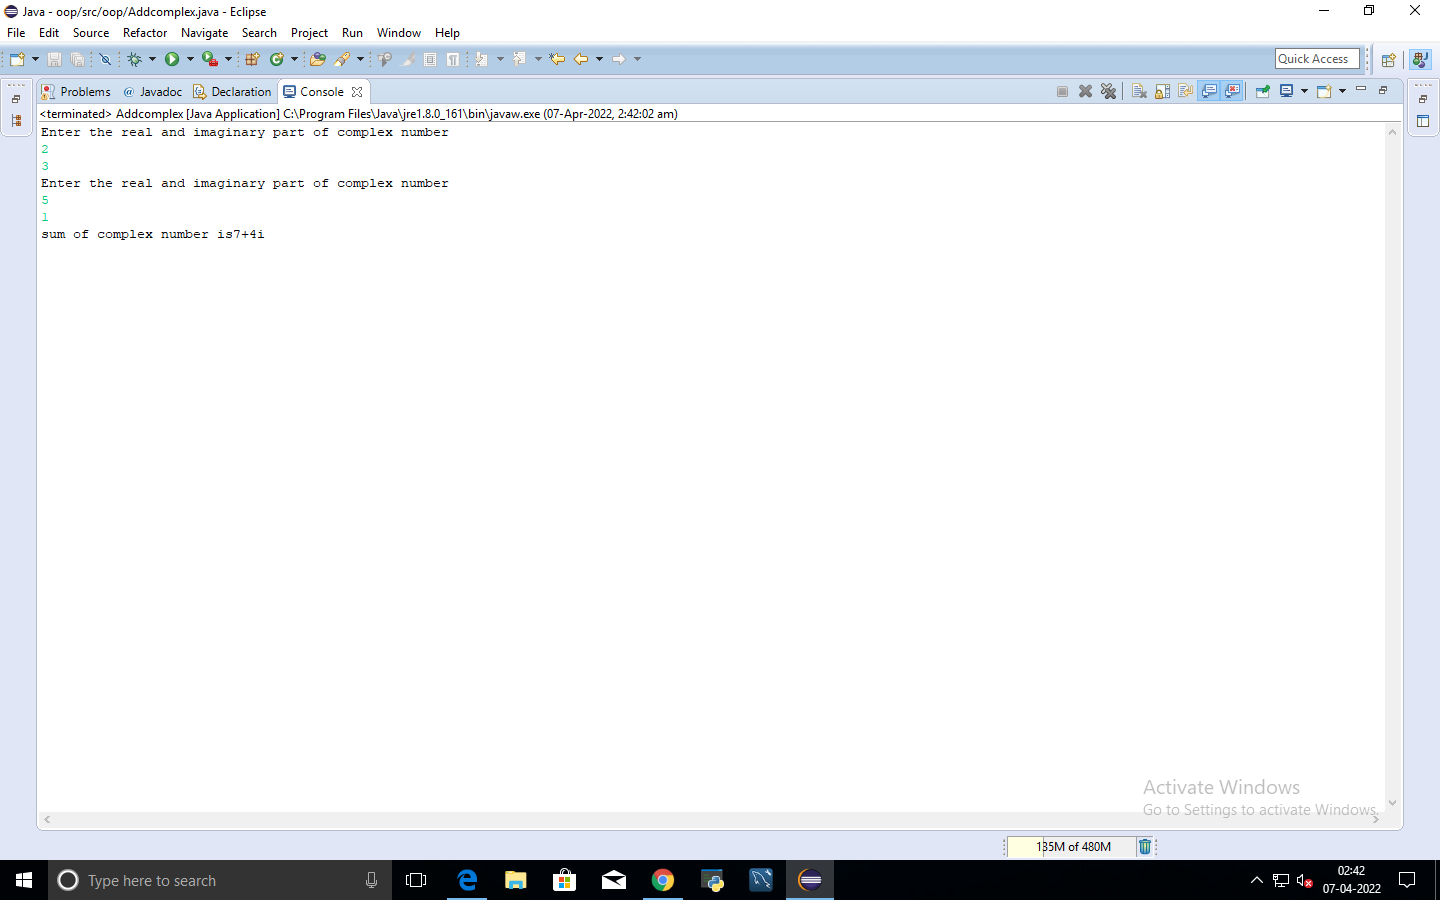 Java - oop/src/oop/Addcomplex.java - Eclipse
File Edit Source Refactor Navigate Search Project Run Window Help
Quick Access
Problems @ Javadoc Declaration Console
<terminated> Addcomplex [Java Application] C:\Program Files\Java\jre1.8.0_161\bin\javaw.exe (07-Apr-2022, 2:42:02 am)
Enter the real and imaginary part of complex number
2
3
Enter the real and imaginary part of complex number
5
1
sum of complex number is7+4i
Activate Windows
Go to Settings to activate Windows.
135M of 480M
Type here to search
02:42
07-04-2022